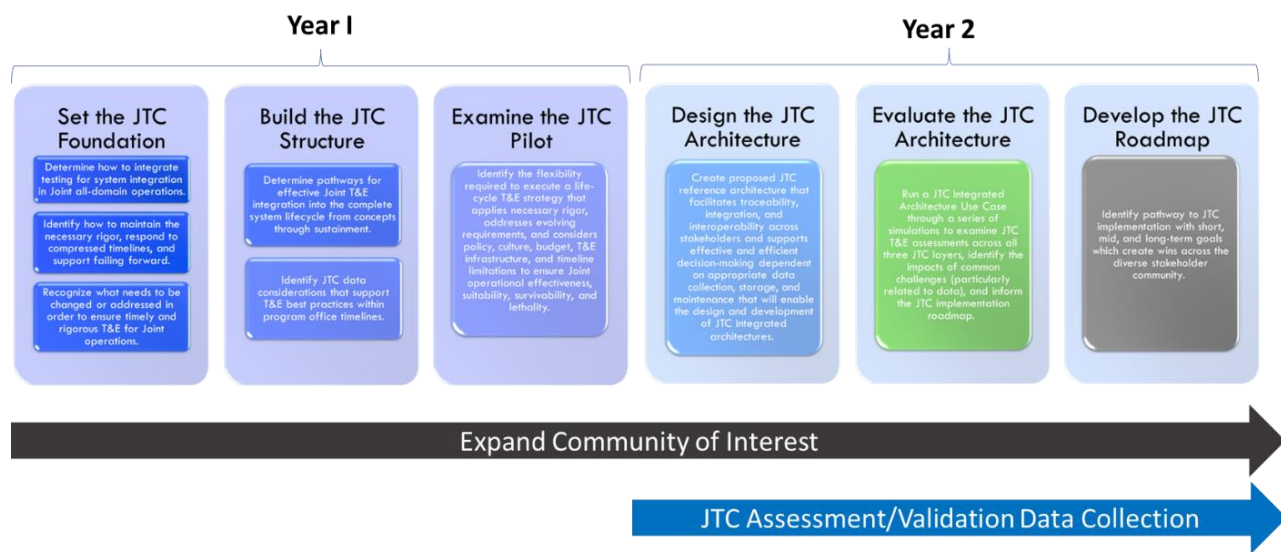 Year I
Year 2
Set the JTC
Foundation
Determine how to integrate
testing for system integration
in Joint all-domain operations.
Identify how to maintain the
necessary rigor, respond to
compressed timelines, and
support failing forward.
Recognize what needs to be
changed or addressed in
order to ensure timely and
rigorous T&E for Joint
operations.
Build the JTC
Structure
Determine pathways for
effective Joint T&E
integration into the complete
system lifecycle from concepts
through sustainment.
Identify JTC data
considerations that support
T&E best practices within
program office timelines.
Examine the JTC
Pilot
Identify the flexibility
required to execute a life-
cycle T&E strategy that
applies necessary rigor,
addresses evolving
requirements, and considers
policy, culture, budget, T&E
infrastructure, and timeline
limitations to ensure Joint
operational effectiveness,
suitability, survivability, and
lethality.
Design the JTC
Architecture
Create proposed JTC
reference architecture that
facilitates traceability,
integration, and
interoperability across
stakeholders and supports
effective and efficient
decision-making dependent
on appropriate data
collection, storage, and
maintenance that will enable
the design and development
of JTC integrated
architectures.
Evaluate the JTC
Architecture
Run a JTC Integrated
Architecture Use Case
through a series of
simulations to examine JTC
T&E assessments across all
three JTC layers, identify the
impacts of common
challenges (particularly
related to data), and inform
the JTC implementation
roadmap.
Develop the JTC
Roadmap
Identify pathway to JTC
implementation with short,
mid, and long-term goals
which create wins across the
diverse stakeholder
community.
Expand Community of Interest
JTC Assessment/Validation Data Collection